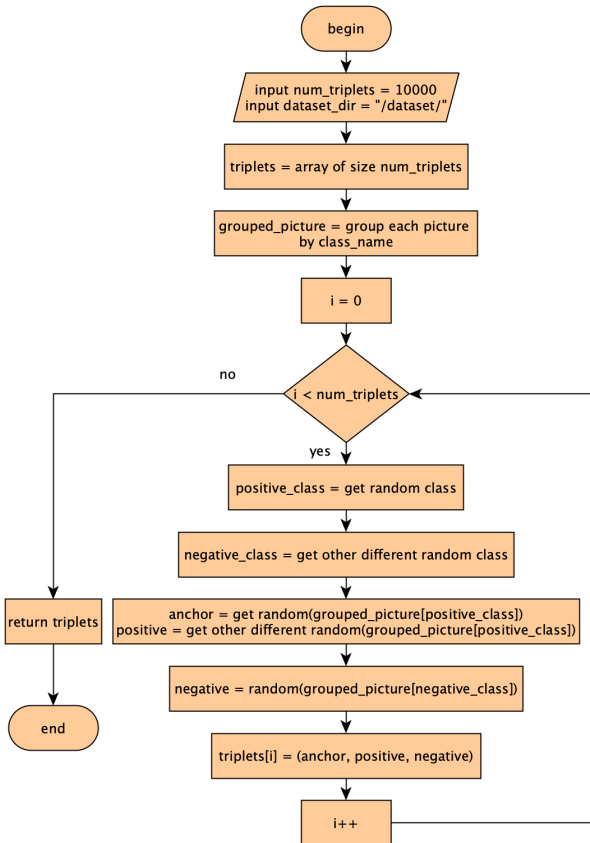 begin
input num_triplets = 10000
input dataset_dir = "/dataset/"
triplets = array of size num_triplets
grouped_picture = group each picture
by class_name
i = 0
i < num_triplets
no
yes
positive_class = get random class
negative_class = get other different random class
anchor = get random(grouped_picture[positive_class])
positive = get other different random(grouped_picture[positive_class])
negative = random(grouped_picture[negative_class])
triplets[i] = (anchor, positive, negative)
i++
return triplets
end